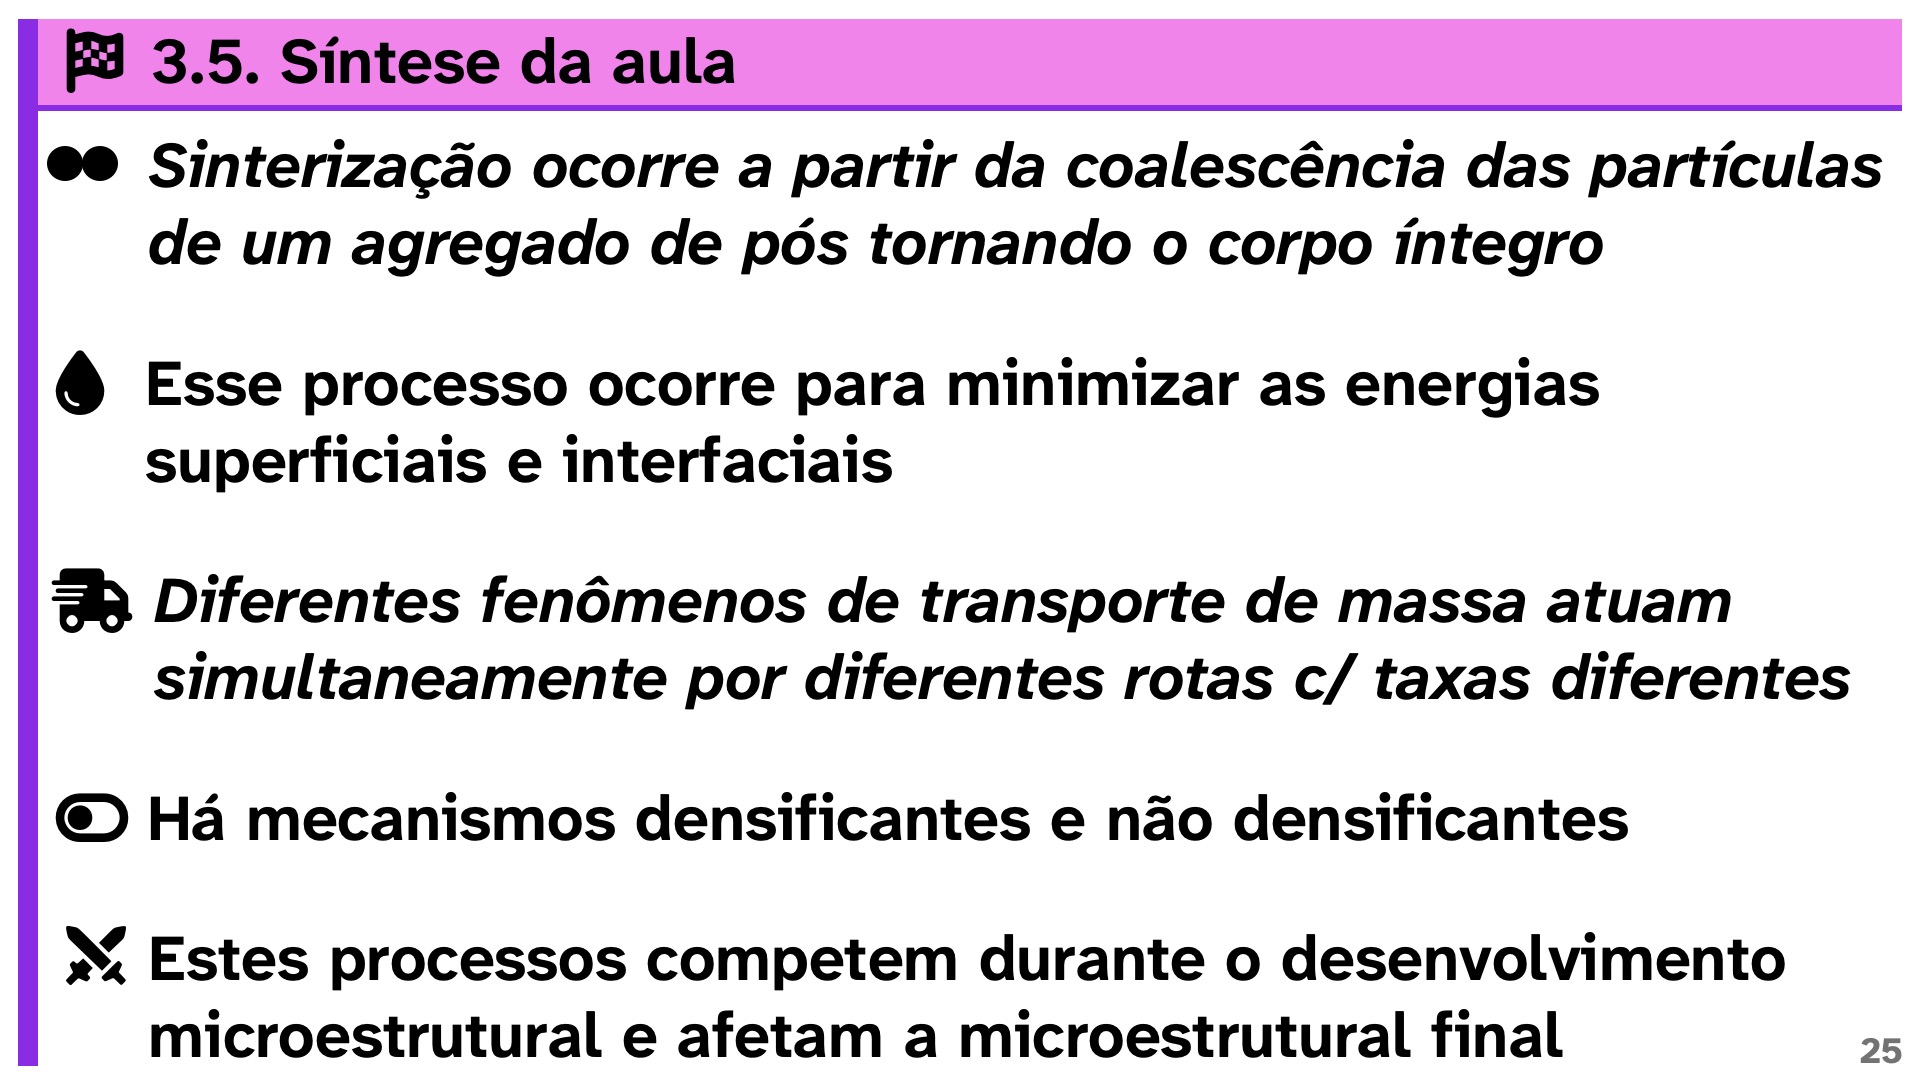 3.5. Síntese da aula
Sinterização ocorre a partir da coalescência das partículas
de um agregado de pós tornando o corpo íntegro
Esse processo ocorre para minimizar as energias
superficiais e interfaciais
Diferentes fenômenos de transporte de massa atuam
simultaneamente por diferentes rotas c/ taxas diferentes
Há mecanismos densificantes e não densificantes
Estes processos competem durante o desenvolvimento
microestrutural e afetam a microestrutural final
25